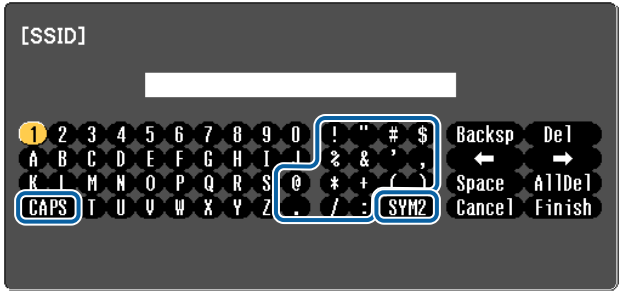 [SSID]
1 2 3 4 5 6 7 8 9 0 ! " # $ Backsp Del
A B C D E F G H I J % & ' , ← →
K L M N O P Q R S @ * + ( ) Space AllDel
CAPS T U V W X Y Z . / : SYM2 Cancel Finish